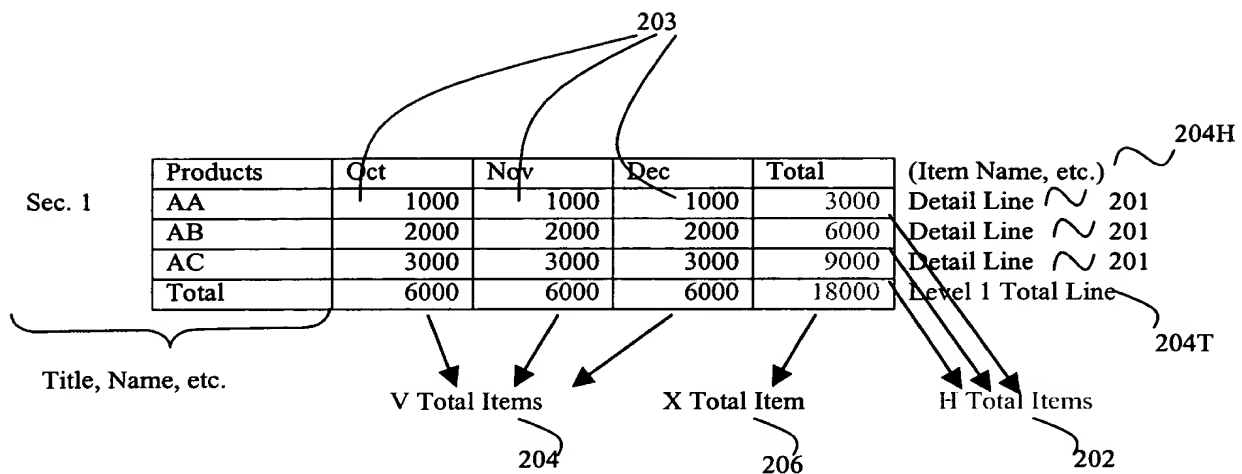 203
204H
Products Oct Nov Dec Total (Item Name, etc.)
Sec. 1 AA 1000 1000 1000 3000 Detail Line 201
AB 2000 2000 2000 6000 Detail Line 201
AC 3000 3000 3000 9000 Detail Line 201
Total 6000 6000 6000 18000 Level 1 Total Line
204T
Title, Name, etc.
V Total Items X Total Item H Total Items
204 206 202